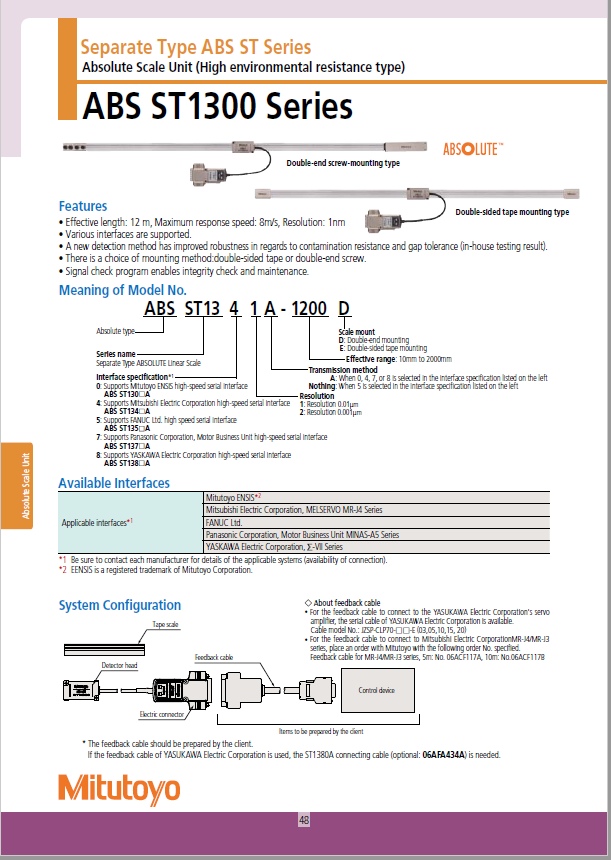 Separate Type ABS ST Series
Absolute Scale Unit (High environmental resistance type)
ABS ST1300 Series
ABSOLUTE™
Double-end screw-mounting type
Double-sided tape mounting type
Features
• Effective length: 12 m, Maximum response speed: 8m/s, Resolution: 1nm
• Various interfaces are supported.
• A new detection method has improved robustness in regards to contamination resistance and gap tolerance (in-house testing result).
• There is a choice of mounting method:double-sided tape or double-end screw.
• Signal check program enables integrity check and maintenance.
Meaning of Model No.
ABS ST13 4 1 A - 1200 D
Absolute type
Series name
Separate Type ABSOLUTE Linear Scale
Interface specification*1
0: Supports Mitutoyo ENSIS high-speed serial interface
ABS ST130□A
4: Supports Mitsubishi Electric Corporation high-speed serial interface
ABS ST134□A
5: Supports FANUC Ltd. high speed serial interface
ABS ST135□A
7: Supports Panasonic Corporation, Motor Business Unit high-speed serial interface
ABS ST137□A
8: Supports YASKAWA Electric Corporation high-speed serial interface
ABS ST138□A
Scale mount
D: Double-end mounting
E: Double-sided tape mounting
Effective range: 10mm to 2000mm
Transmission method
A: When 0, 4, 7, or 8 is selected in the interface specification listed on the left
Nothing: When 5 is selected in the interface specification listed on the left
Resolution
1: Resolution 0.01µm
2: Resolution 0.001µm
Absolute Scale Unit
Available Interfaces
Applicable interfaces*1
Mitutoyo ENSIS*2
Mitsubishi Electric Corporation, MELSERVO MR-J4 Series
FANUC Ltd.
Panasonic Corporation, Motor Business Unit MINAS-A5 Series
YASKAWA Electric Corporation, Σ-VII Series
*1 Be sure to contact each manufacturer for details of the applicable systems (availability of connection).
*2 EENSIS is a registered trademark of Mitutoyo Corporation.
System Configuration
◇ About feedback cable
• For the feedback cable to connect to the YASUKAWA Electric Corporation's servo
amplifier, the serial cable of YASUKAWA Electric Corporation is available.
Cable model No.: JZSP-CLP70-□□-E (03,05,10,15, 20)
• For the feedback cable to connect to Mitsubishi Electric CorporationMR-J4/MR-J3
series, place an order with Mitutoyo with the following order No. specified.
Feedback cable for MR-J4/MR-J3 series, 5m: No. 06ACF117A, 10m: No.06ACF117B
Tape scale
Detector head
Feedback cable
Electric connector
Control device
Items to be prepared by the client
* The feedback cable should be prepared by the client.
If the feedback cable of YASUKAWA Electric Corporation is used, the ST1380A connecting cable (optional: 06AFA434A) is needed.
Mitutoyo
48